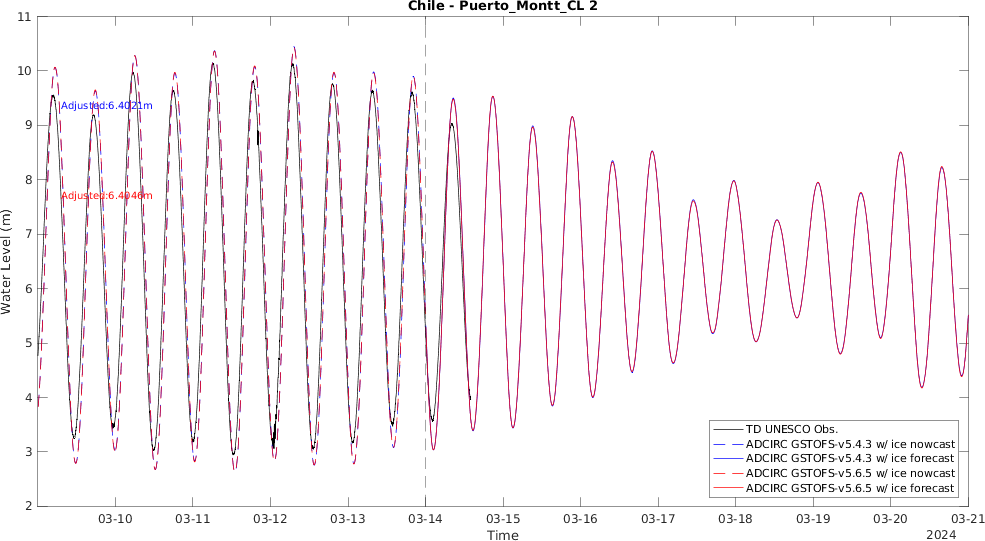 Chile - Puerto_Montt_CL 2
11
10
9
8
7
6
5
4
3
2
Water Level (m)
Adjusted:6.4021m
Adjusted:6.4046m
TD UNESCO Obs.
ADCIRC GSTOFS-v5.4.3 w/ ice nowcast
ADCIRC GSTOFS-v5.4.3 w/ ice forecast
ADCIRC GSTOFS-v5.6.5 w/ ice nowcast
ADCIRC GSTOFS-v5.6.5 w/ ice forecast
03-10 03-11 03-12 03-13 03-14 03-15 03-16 03-17 03-18 03-19 03-20 03-21
Time
2024